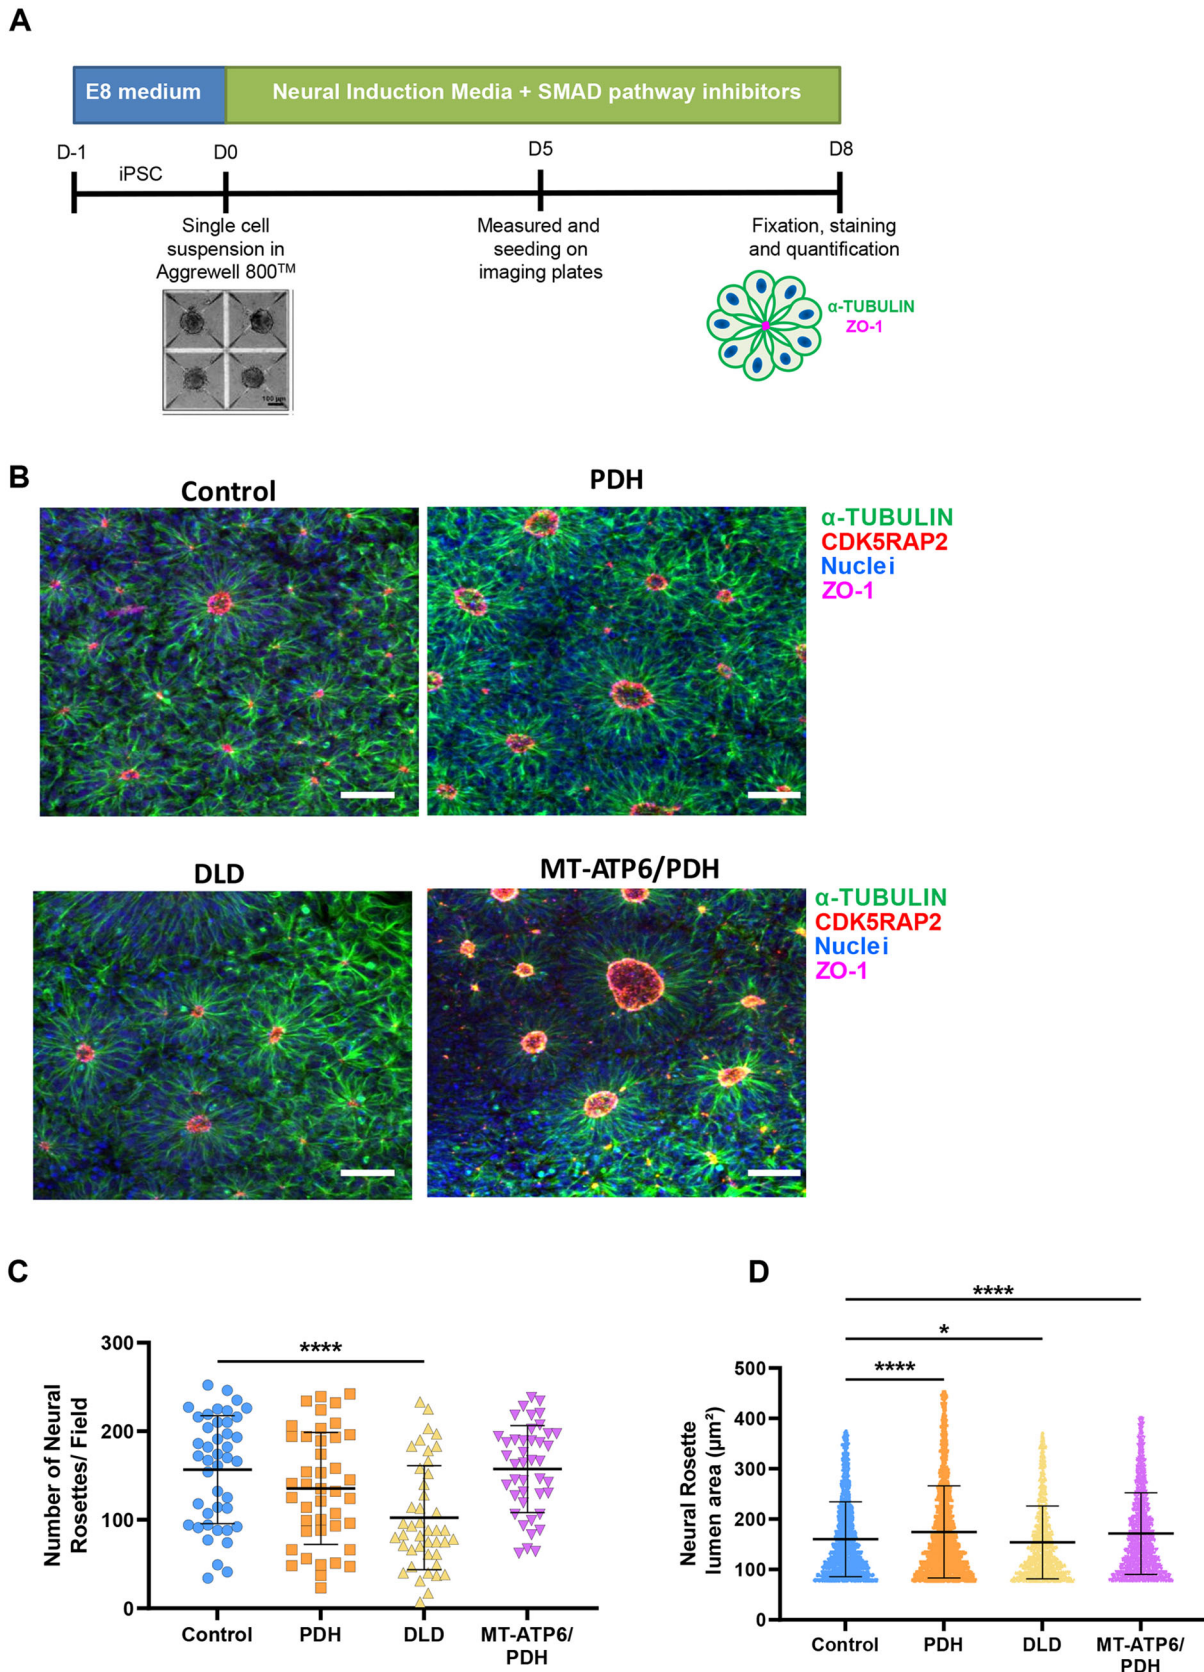 A
E8 medium
Neural Induction Media + SMAD pathway inhibitors
D-1
D0
D5
D8
iPSC
Single cell
suspension in
Aggrewell 800TM
Measured and
seeding on
imaging plates
Fixation, staining
and quantification
100 µm
α-TUBULIN
ZO-1
B
Control
PDH
α-TUBULIN
CDK5RAP2
Nuclei
ZO-1
DLD
MT-ATP6/PDH
α-TUBULIN
CDK5RAP2
Nuclei
ZO-1
C
Number of Neural
Rosettes/ Field
300
200
100
0
****
Control
PDH
DLD
MT-ATP6/
PDH
D
Neural Rosette
lumen area (µm²)
500
400
300
200
100
0
****
*
****
Control
PDH
DLD
MT-ATP6/
PDH